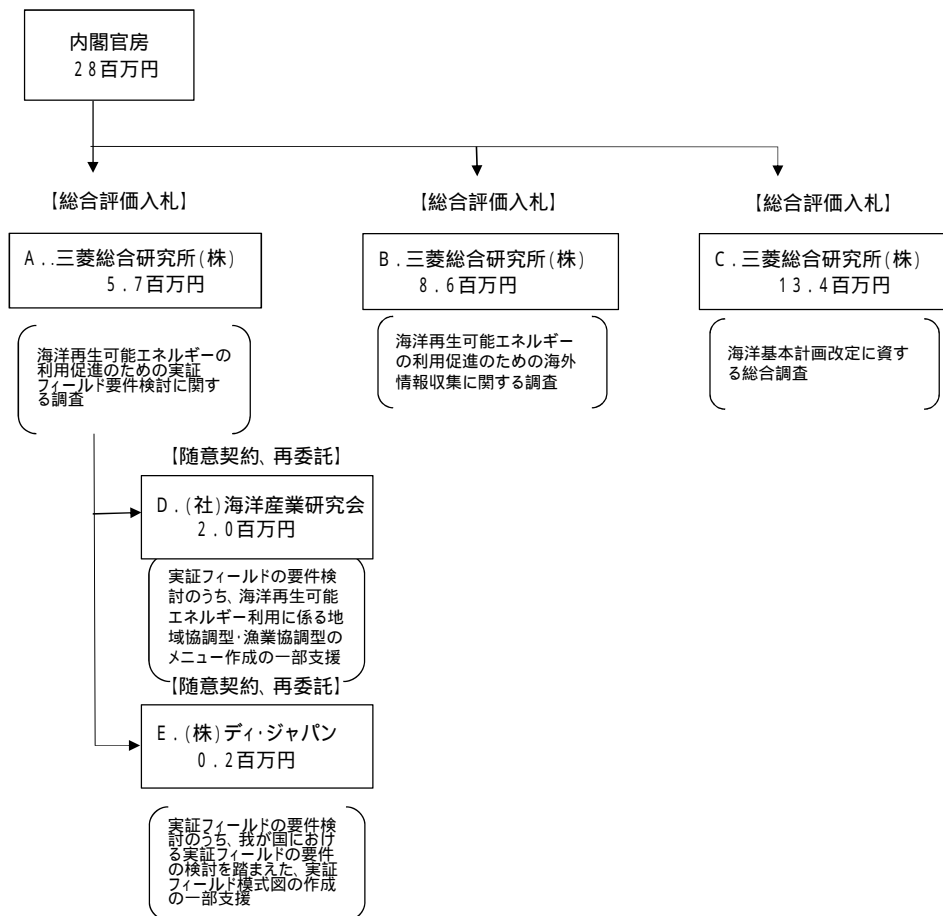 内閣官房
28百万円
【総合評価入札】
A..三菱総合研究所(株)
5.7百万円
海洋再生可能エネルギーの
利用促進のための実証
フィールド要件検討に関す
る調査
【総合評価入札】
B.三菱総合研究所(株)
8.6百万円
海洋再生可能エネルギー
の利用促進のための海外
情報収集に関する調査
【総合評価入札】
C.三菱総合研究所(株)
13.4百万円
海洋基本計画改定に資す
る総合調査
【随意契約、再委託】
D.(社)海洋産業研究会
2.0百万円
実証フィールドの要件検
討のうち、海洋再生可能
エネルギー利用に係る地
域協調型・漁業協調型の
メニュー作成の一部支援
【随意契約、再委託】
E.(株)ディ・ジャパン
0.2百万円
実証フィールドの要件検
討のうち、我が国におけ
る実証フィールドの要件
の検討を踏まえた、実証
フィールド模式図の作成
の一部支援